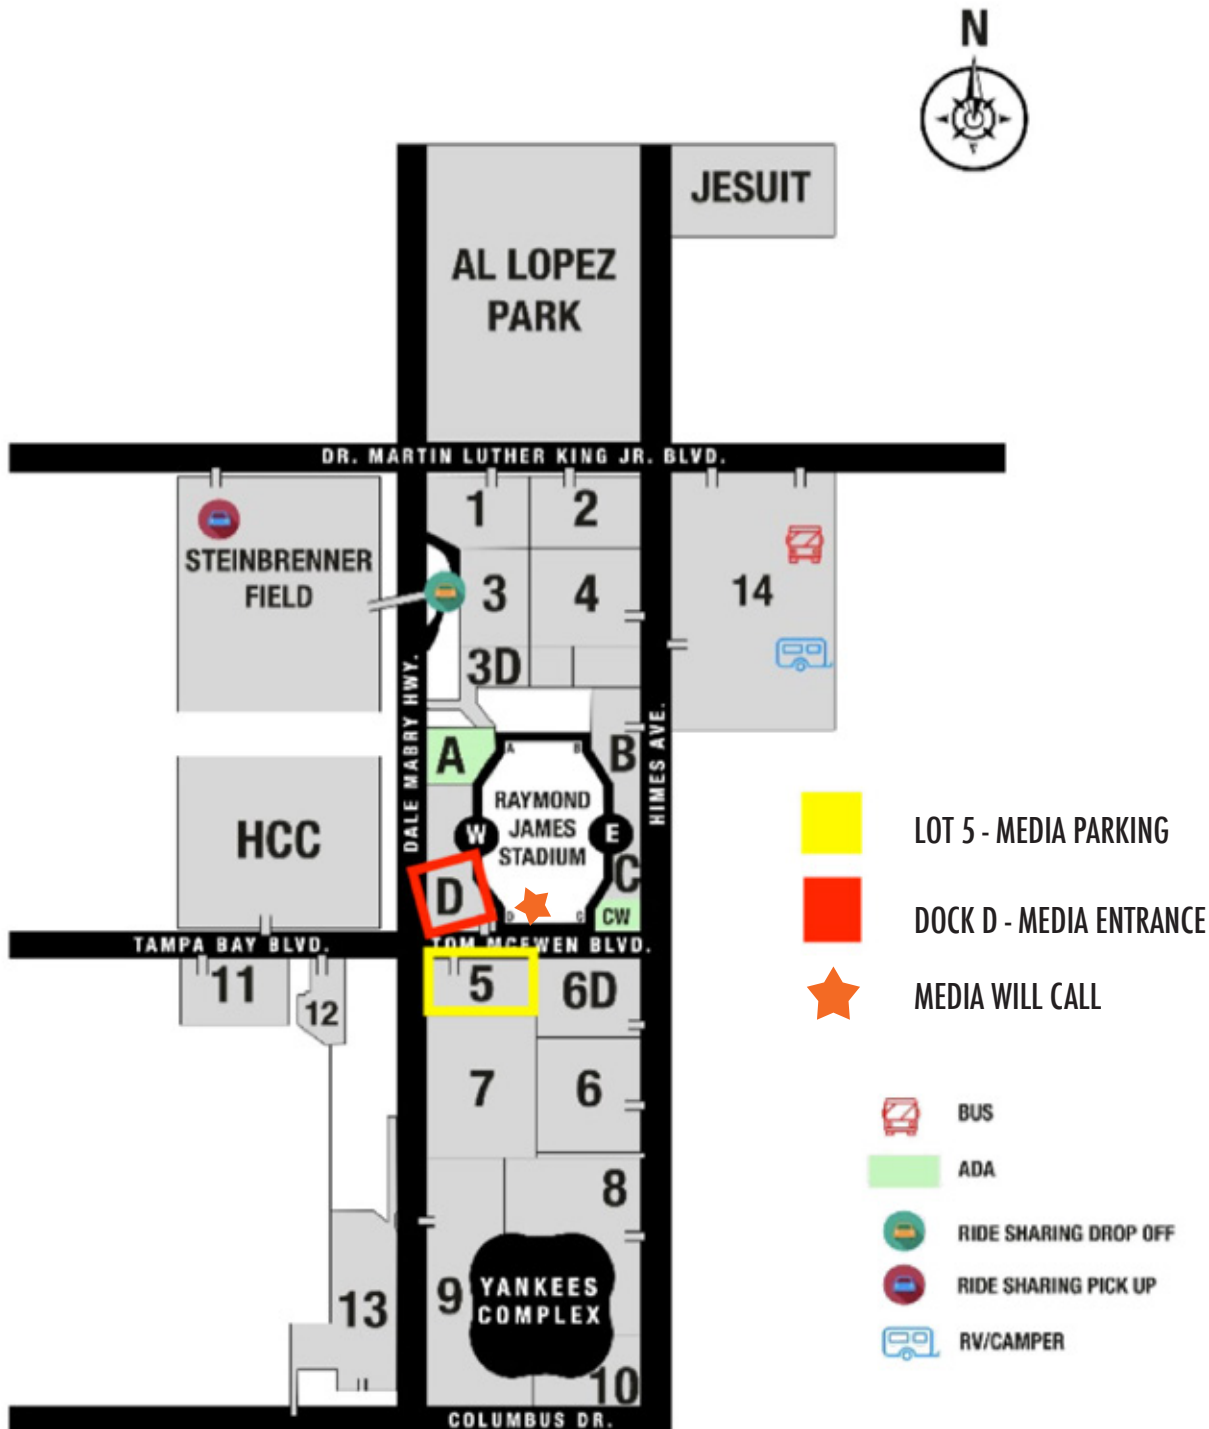 N
JESUIT
AL LOPEZ
PARK
DR. MARTIN LUTHER KING JR. BLVD.
1
2
STEINBRENNER
FIELD
3
4
14
3D
DALE MABRY HWY.
HIMES AVE.
A
A
B
B
RAYMOND
JAMES
STADIUM
W
E
HCC
C
D
D
C
CW
TAMPA BAY BLVD.
TOM MCEWEN BLVD.
11
12
5
6D
7
6
8
9
YANKEES
COMPLEX
13
10
COLUMBUS DR.
LOT 5 - MEDIA PARKING
DOCK D - MEDIA ENTRANCE
MEDIA WILL CALL
BUS
ADA
RIDE SHARING DROP OFF
RIDE SHARING PICK UP
RV/CAMPER